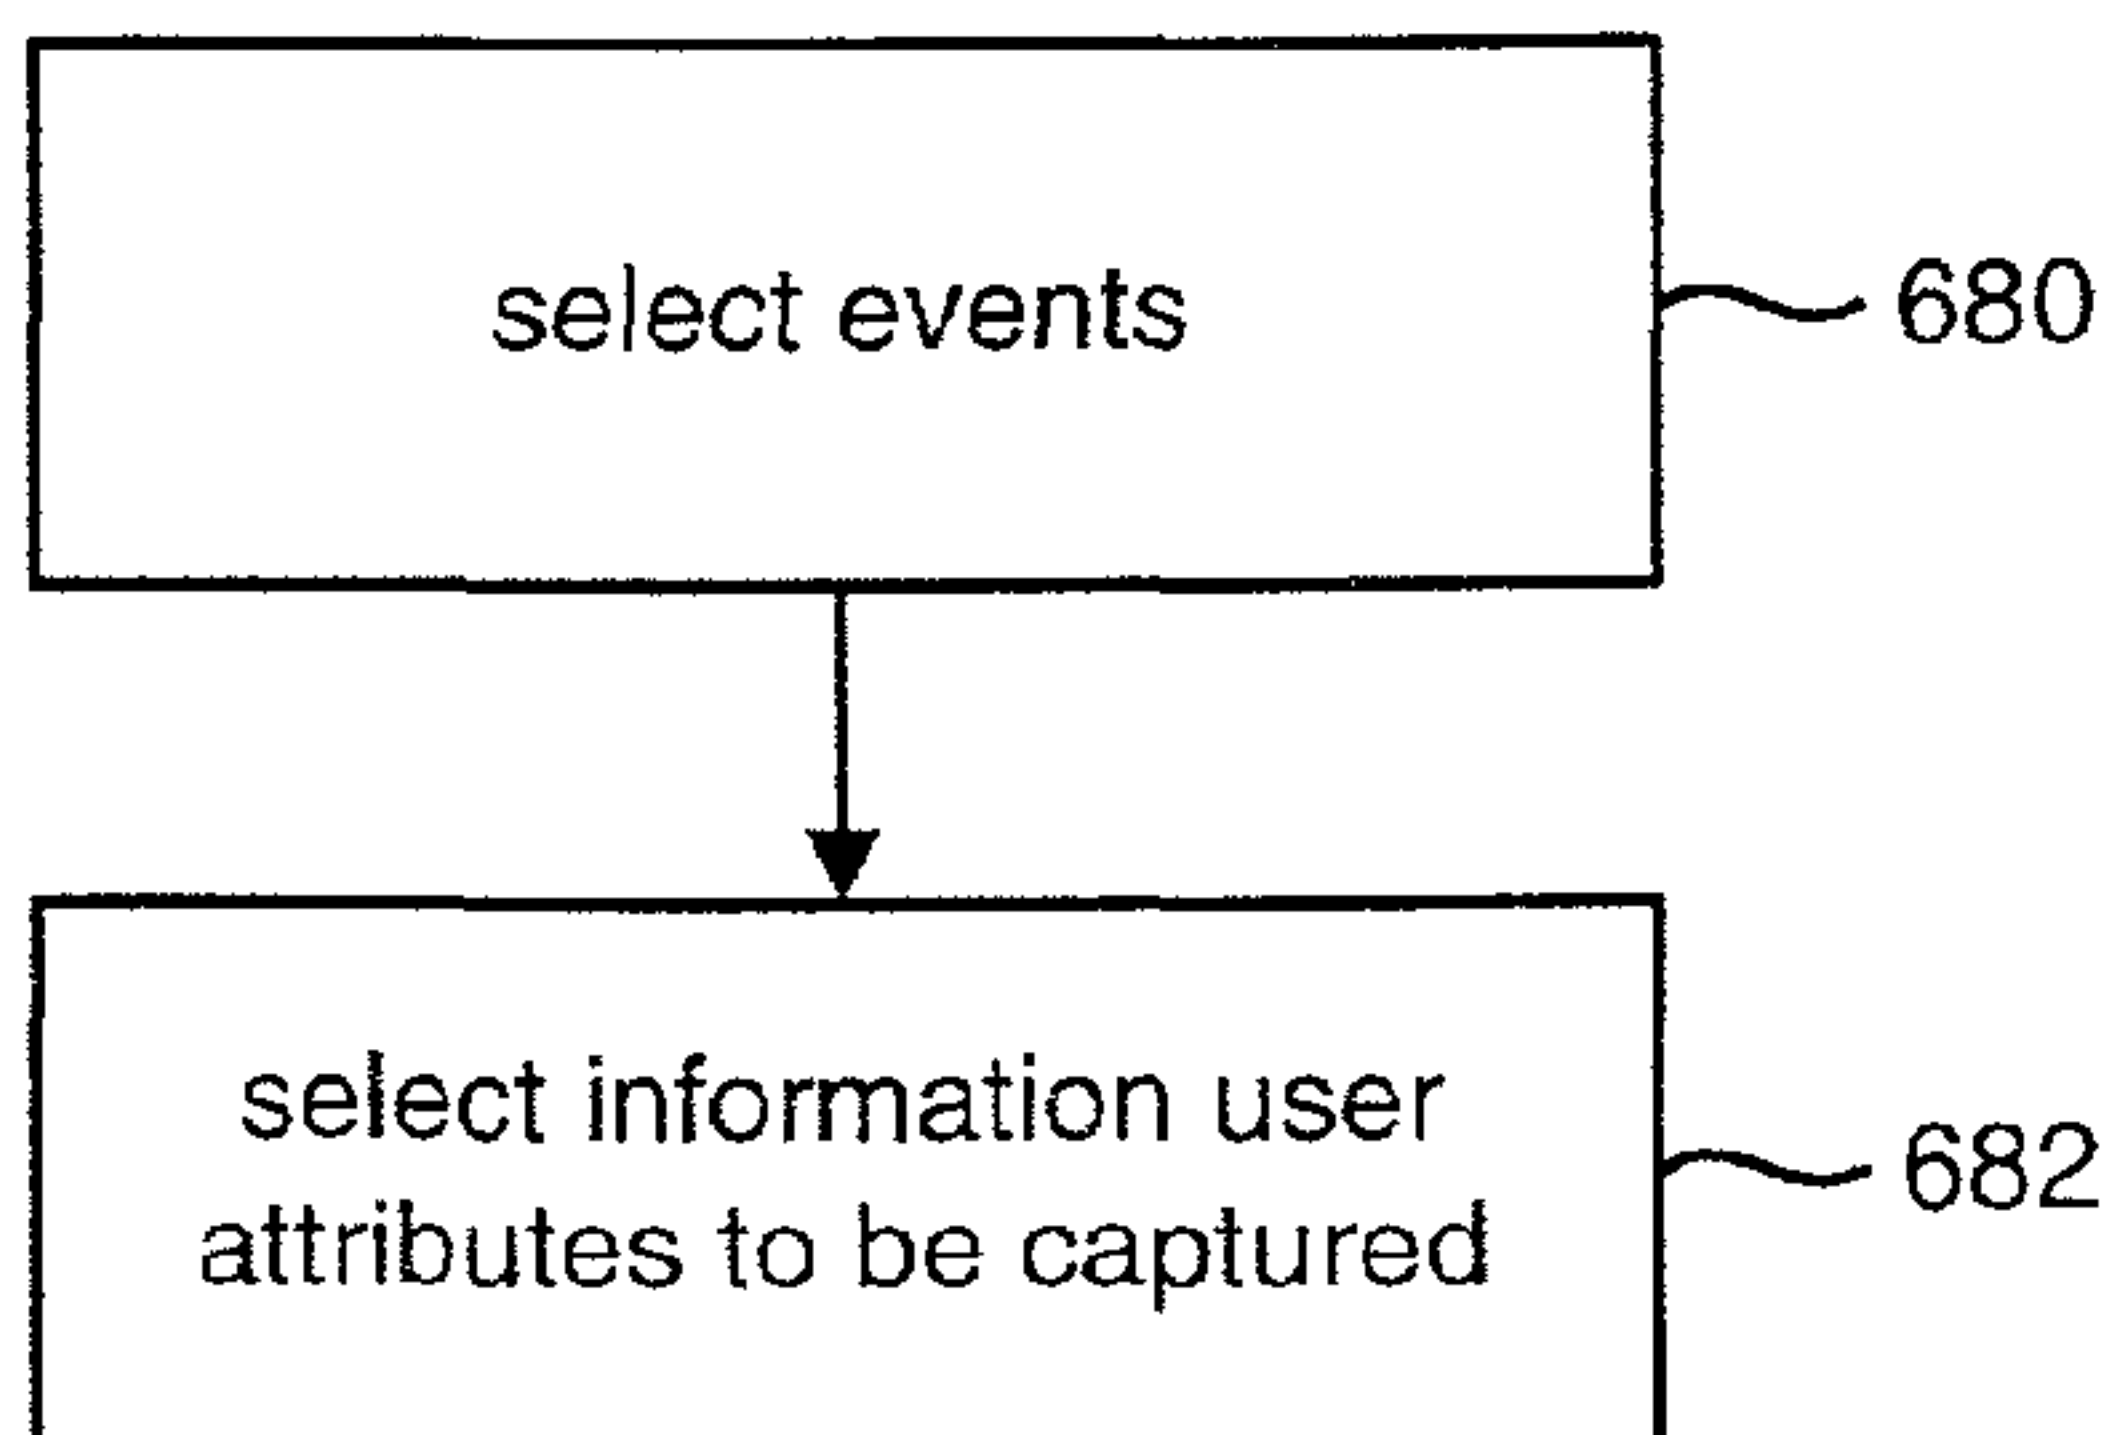 select events
680
select information user
attributes to be captured
682